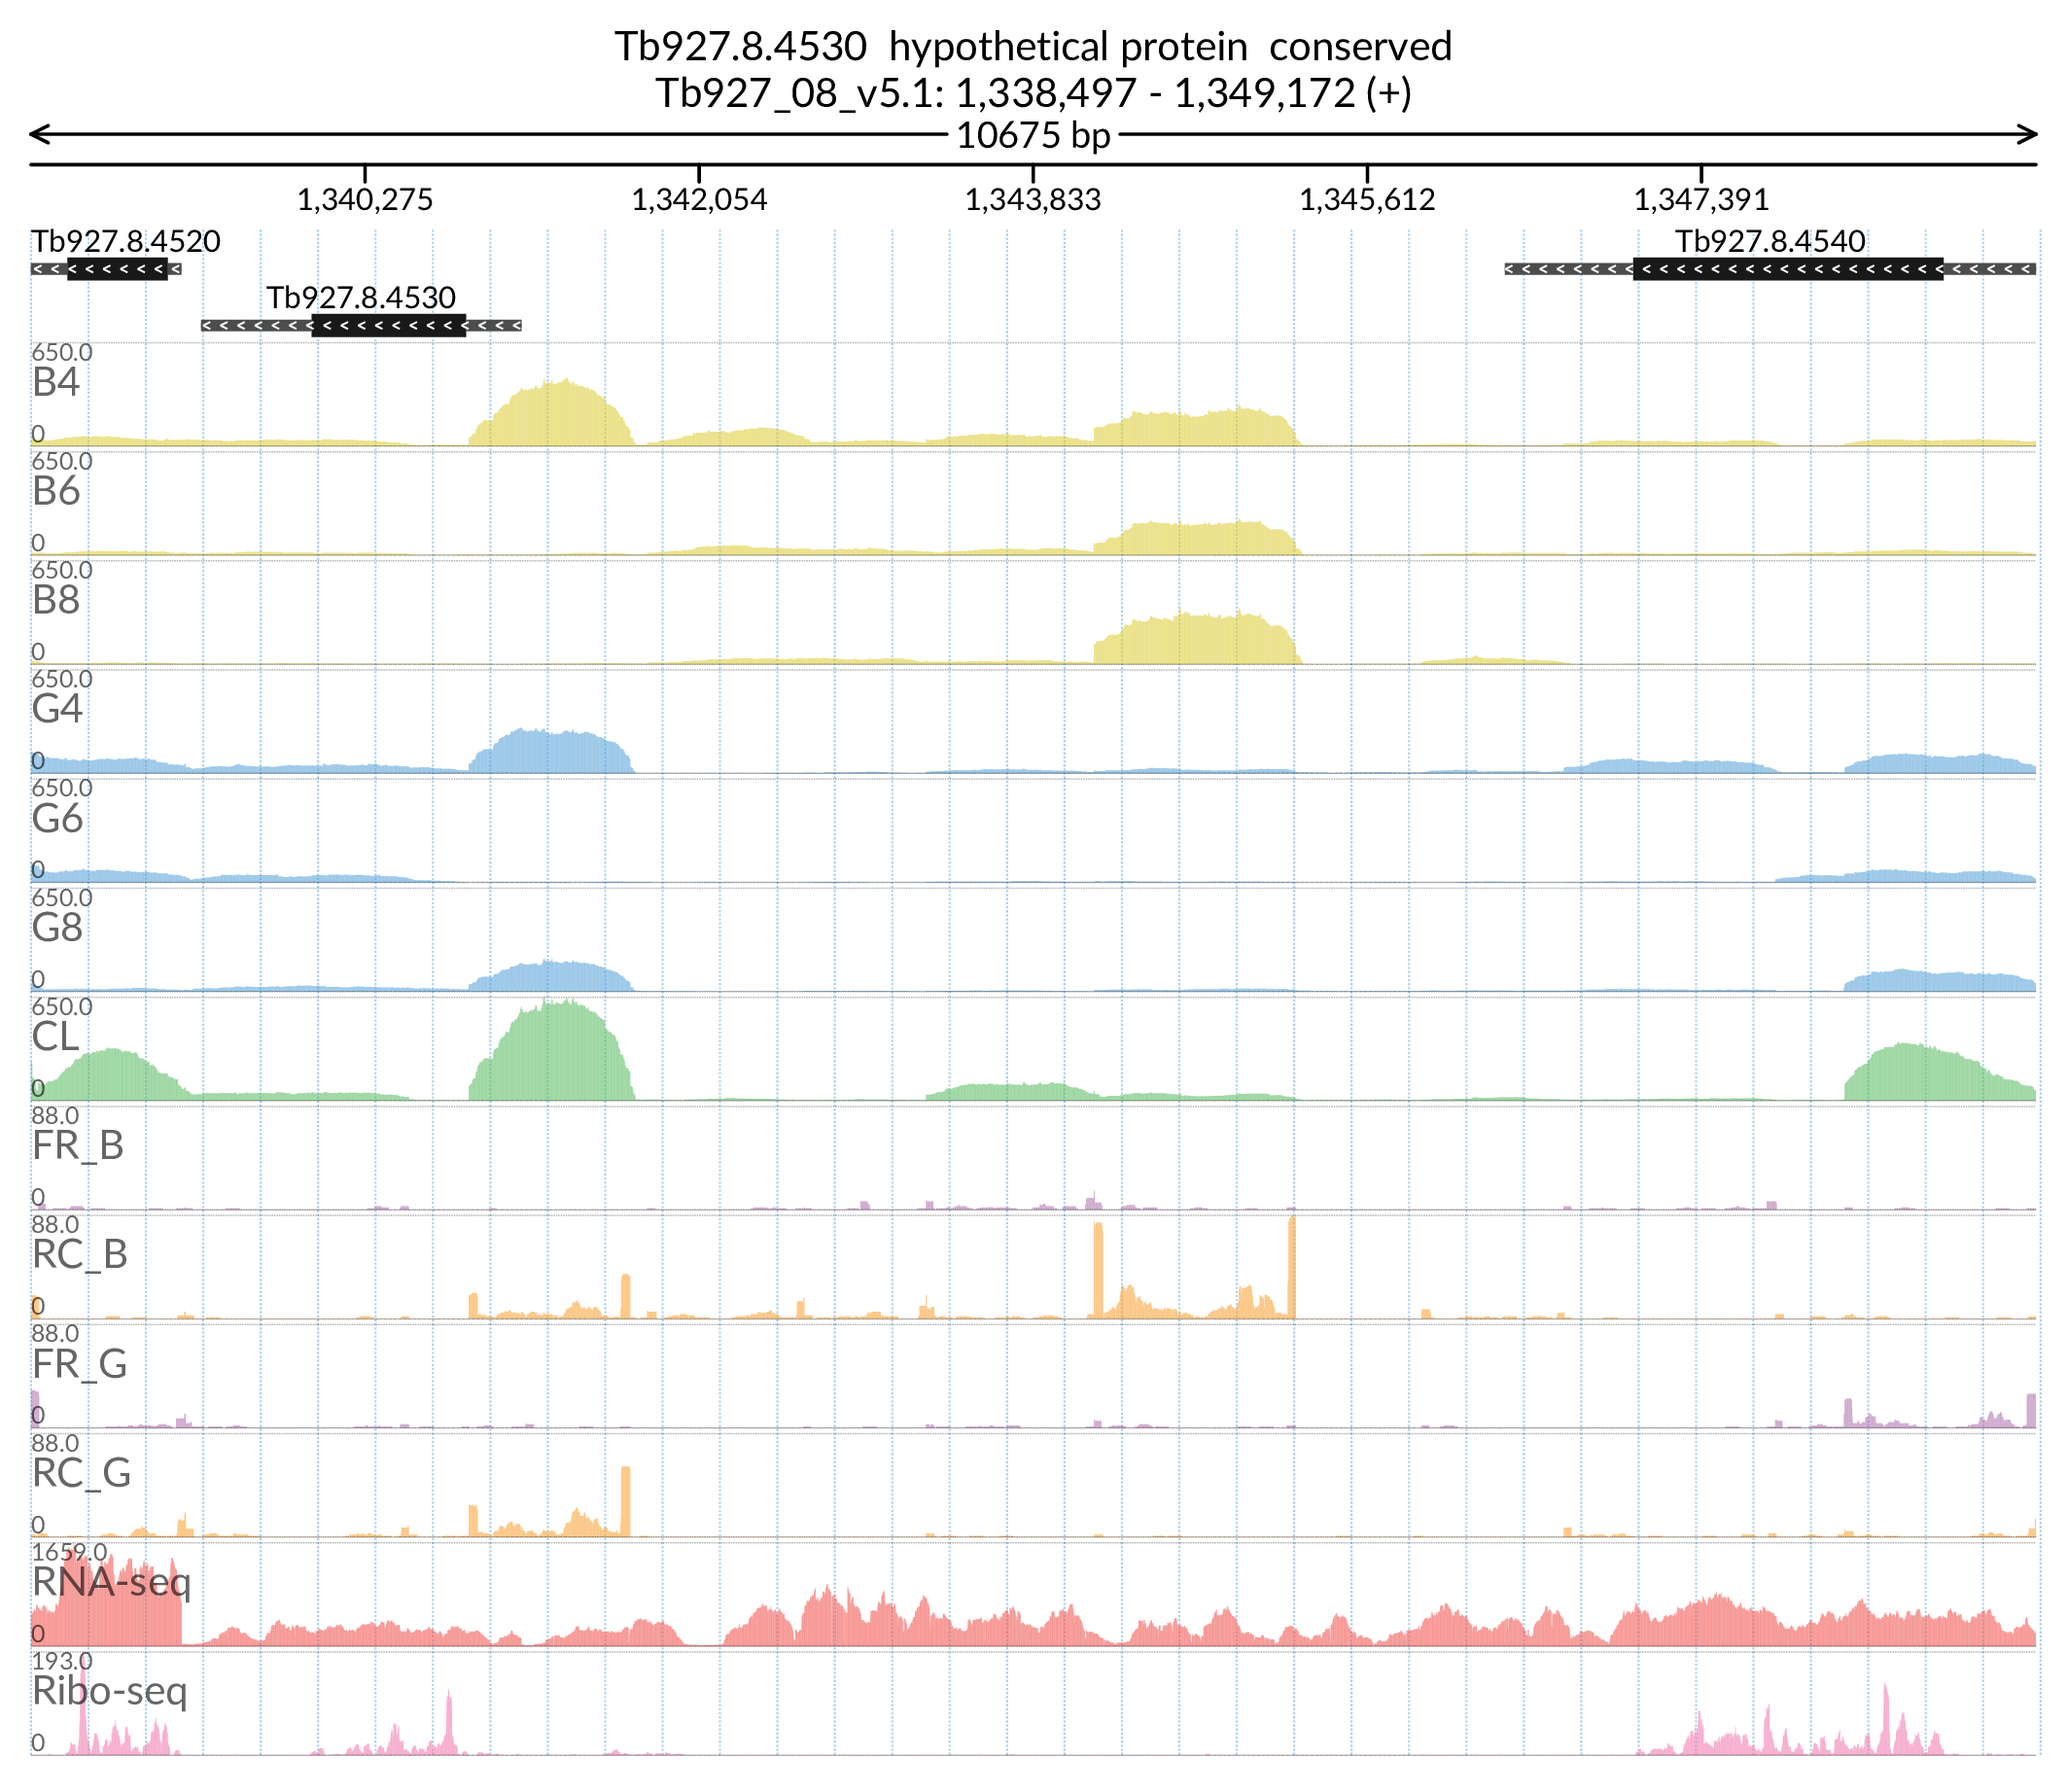 Tb927.8.4530  hypothetical protein  conserved
Tb927_08_v5.1: 1,338,497 - 1,349,172 (+)
10675 bp
1,340,275 1,342,054 1,343,833 1,345,612 1,347,391
Tb927.8.4520 Tb927.8.4540
Tb927.8.4530
650.0
B4
0
650.0
B6
0
650.0
B8
0
650.0
G4
0
650.0
G6
0
650.0
G8
0
650.0
CL
0
88.0
FR_B
0
88.0
RC_B
0
88.0
FR_G
0
88.0
RC_G
0
1659.0
RNA-seq
0
193.0
Ribo-seq
0